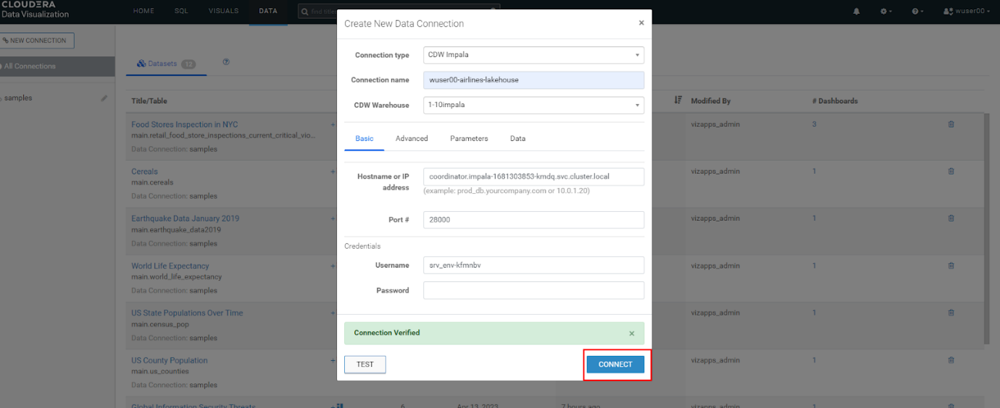 CLOUDERA
Data Visualization
HOME
SQL
VISUALS
DATA
find title
wuser00
NEW CONNECTION
All Connections
samples
Datasets 12
Title/Table
Modified By
# Dashboards
Food Stores Inspection in NYC
main.retail_food_store_inspections_current_critical_vio...
Data Connection: samples
vizapps_admin
3
Cereals
main.cereals
Data Connection: samples
vizapps_admin
1
Earthquake Data January 2019
main.earthquake_data2019
Data Connection: samples
vizapps_admin
1
World Life Expectancy
main.world_life_expectancy
Data Connection: samples
vizapps_admin
1
US State Populations Over Time
main.census_pop
Data Connection: samples
vizapps_admin
1
US County Population
main.us_counties
Data Connection: samples
vizapps_admin
1
Global Information Security Threats
6
Apr 13, 2023
7 hours ago
Create New Data Connection
×
Connection type
CDW Impala
Connection name
wuser00-airlines-lakehouse
CDW Warehouse
1-10impala
Basic
Advanced
Parameters
Data
Hostname or IP
address
coordinator.impala-1681303853-kmdq.svc.cluster.local
(example: prod_db.yourcompany.com or 10.0.1.20)
Port #
28000
Credentials
Username
srv_env-kfmnbv
Password
Connection Verified
×
TEST
CONNECT